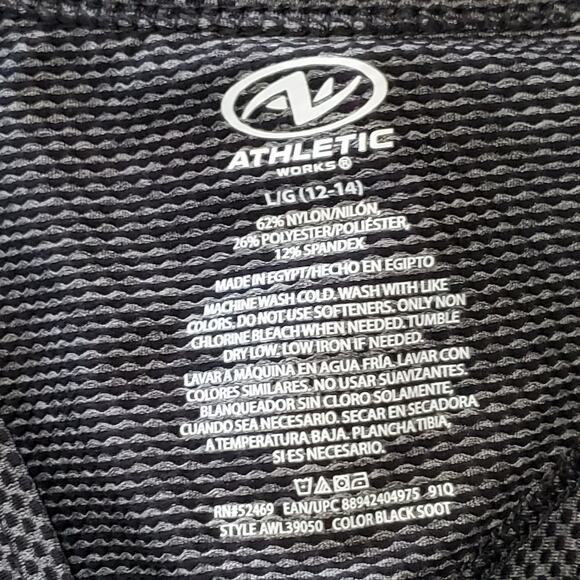 ATHLETIC
WORKS®
L/G (12-14)
62% NYLON/NILÓN,
26% POLYESTER/POLIÉSTER,
12% SPANDEX
MADE IN EGYPT/HECHO EN EGIPTO
MACHINE WASH COLD. WASH WITH LIKE
COLORS. DO NOT USE SOFTENERS. ONLY NON
CHLORINE BLEACH WHEN NEEDED. TUMBLE
DRY LOW, LOW IRON IF NEEDED.
LAVAR A MÁQUINA EN AGUA FRÍA. LAVAR CON
COLORES SIMILARES. NO USAR SUAVIZANTES.
BLANQUEADOR SIN CLORO SOLAMENTE,
CUANDO SEA NECESARIO. SECAR EN SECADORA
A TEMPERATURA BAJA. PLANCHA TIBIA,
SI ES NECESARIO.
RN#52469 EAN/UPC 88942404975 91Q
STYLE AWL39050 COLOR BLACK SOOT